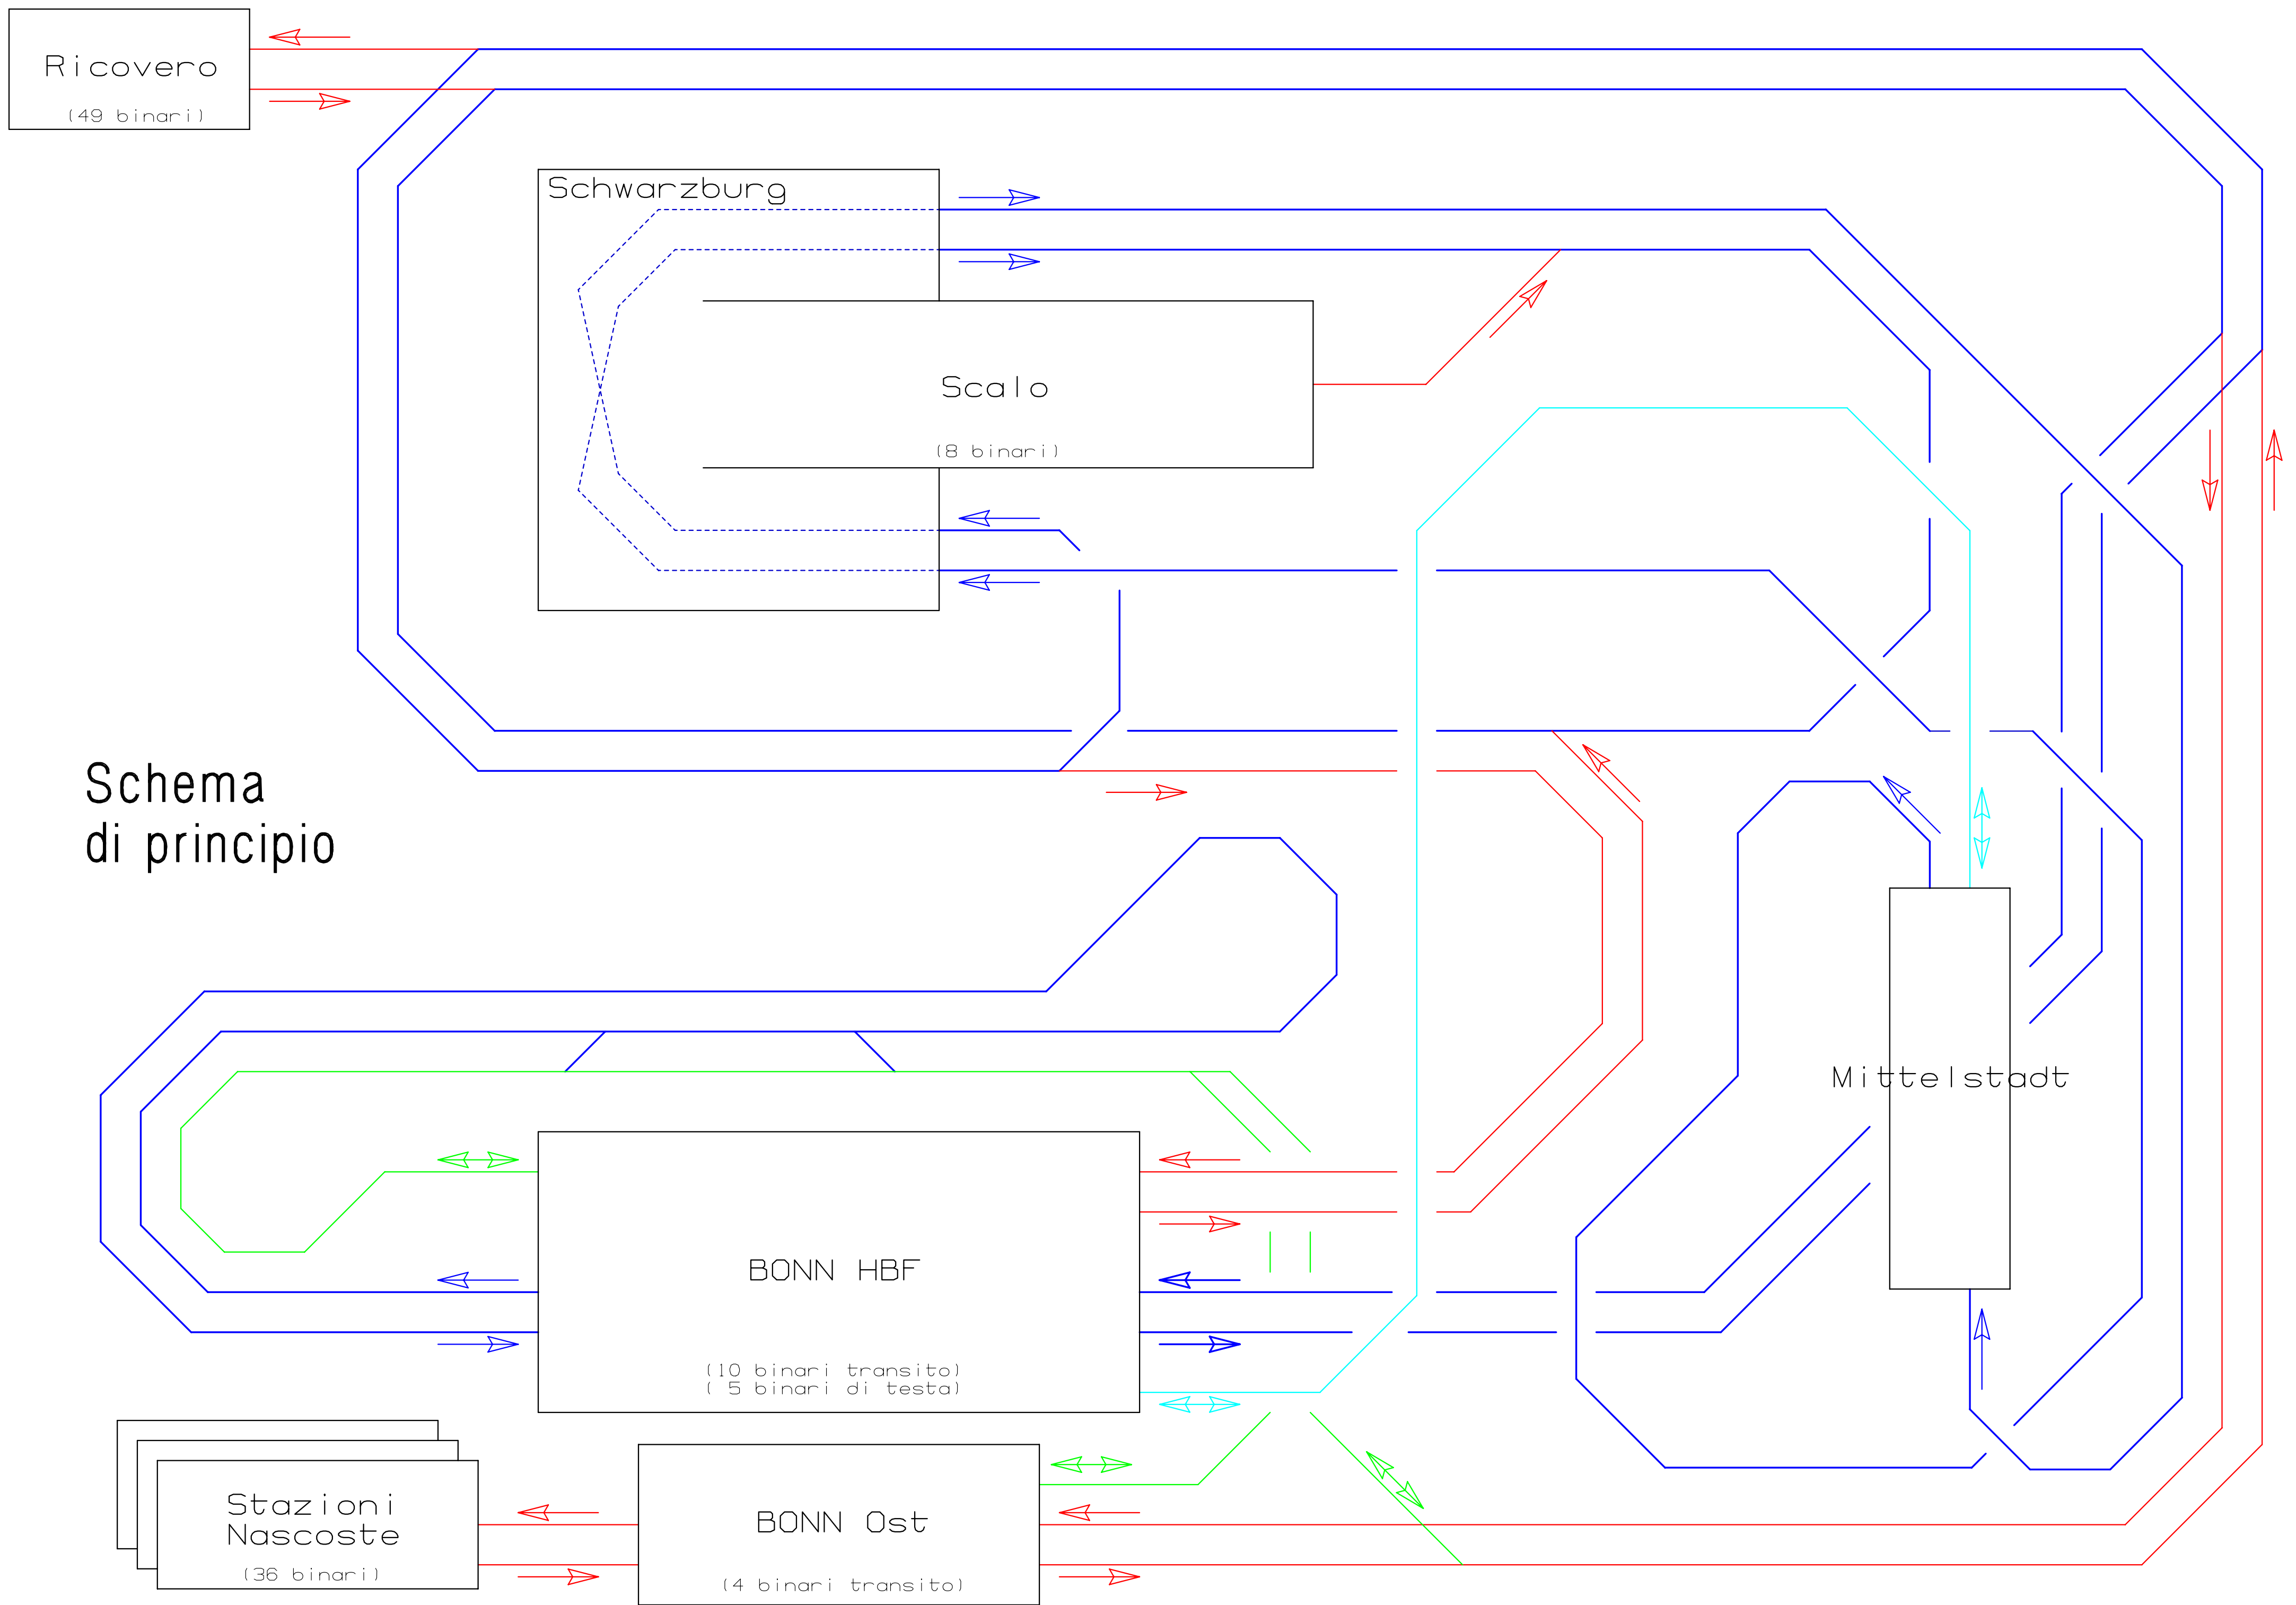 Ricovero
(49 binari)
Schwarzburg
Scalo
(8 binari)
Schema
di principio
Mittelstadt
BONN HBF
(10 binari transito)
( 5 binari di testa)
Stazioni
Nascoste
(36 binari)
BONN Ost
(4 binari transito)